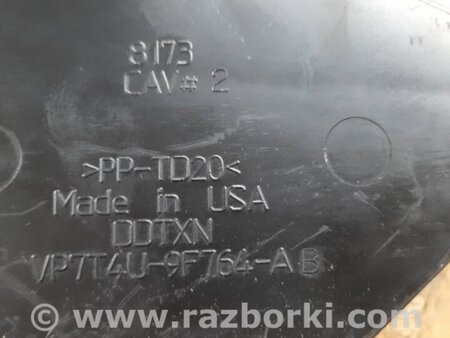 8173
CAV# 2
>PP-TD20<
Made in USA
DDTXN
VP7T4U-9F764-AB
www.razborki.com